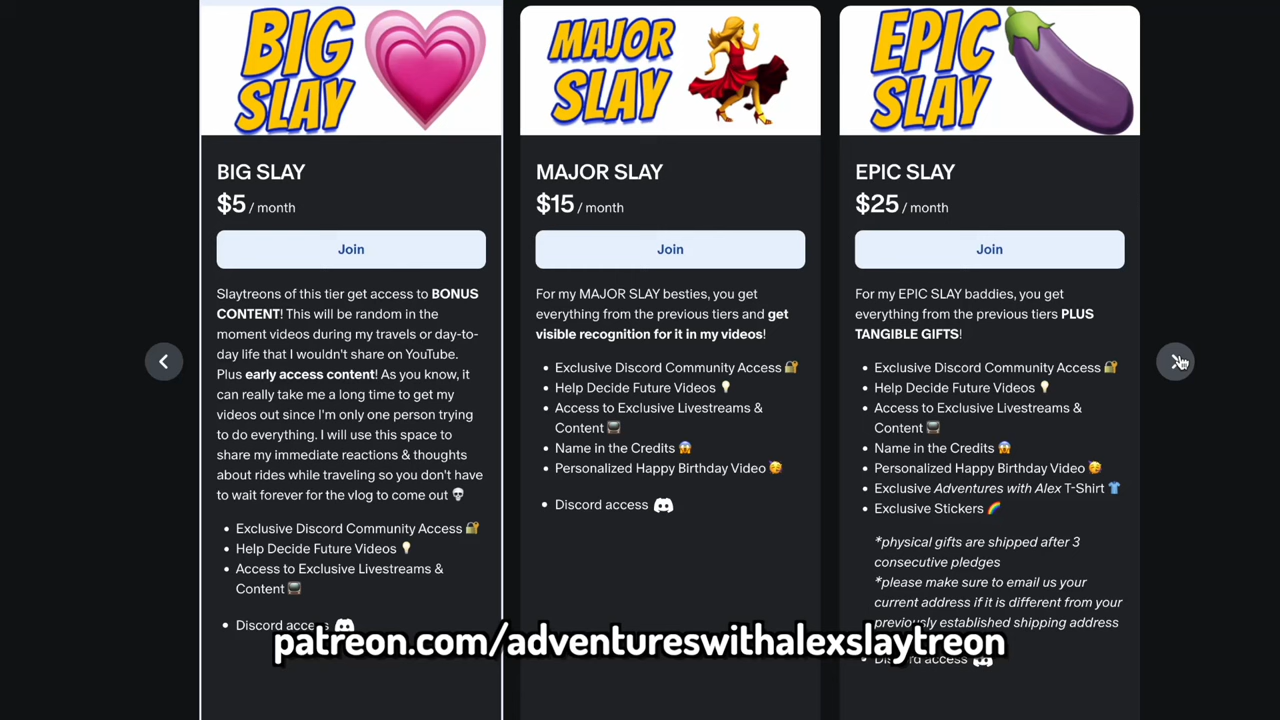 BIG
SLAY
BIG SLAY
$5 / month
Join
Slaytreons of this tier get access to BONUS
CONTENT! This will be random in the
moment videos during my travels or day-to-
day life that I wouldn't share on YouTube.
Plus early access content! As you know, it
can really take me a long time to get my
videos out since I'm only one person trying
to do everything. I will use this space to
share my immediate reactions & thoughts
about rides while traveling so you don't have
to wait forever for the vlog to come out 💀
• Exclusive Discord Community Access 🔐
• Help Decide Future Videos 💡
• Access to Exclusive Livestreams &
Content 📺
• Discord access
MAJOR
SLAY
MAJOR SLAY
$15 / month
Join
For my MAJOR SLAY besties, you get
everything from the previous tiers and get
visible recognition for it in my videos!
• Exclusive Discord Community Access 🔐
• Help Decide Future Videos 💡
• Access to Exclusive Livestreams &
Content 📺
• Name in the Credits 😱
• Personalized Happy Birthday Video 🥳
• Discord access
EPIC
SLAY
EPIC SLAY
$25 / month
Join
For my EPIC SLAY baddies, you get
everything from the previous tiers PLUS
TANGIBLE GIFTS!
• Exclusive Discord Community Access 🔐
• Help Decide Future Videos 💡
• Access to Exclusive Livestreams &
Content 📺
• Name in the Credits 😱
• Personalized Happy Birthday Video 🥳
• Exclusive Adventures with Alex T-Shirt 👕
• Exclusive Stickers 🌈
*physical gifts are shipped after 3
consecutive pledges
*please make sure to email us your
current address if it is different from your
previously established shipping address
• Discord access
patreon.com/adventureswithalexslaytreon